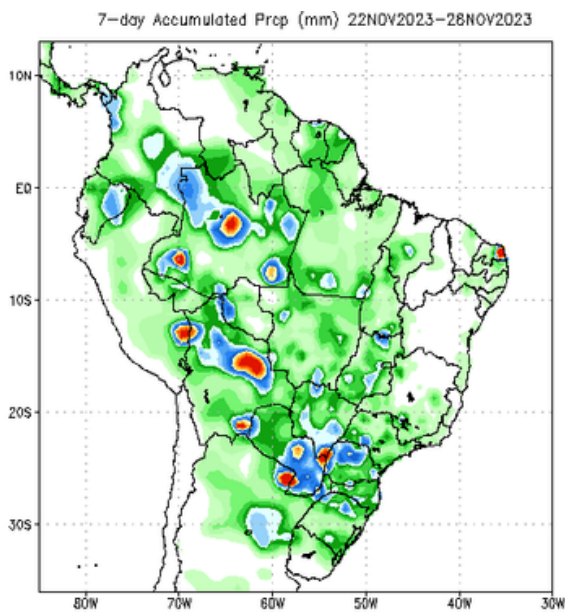 7-day Accumulated Prcp (mm) 22NOV2023-28NOV2023
10N
EQ
10S
20S
30S
80W 70W 60W 50W 40W 30W